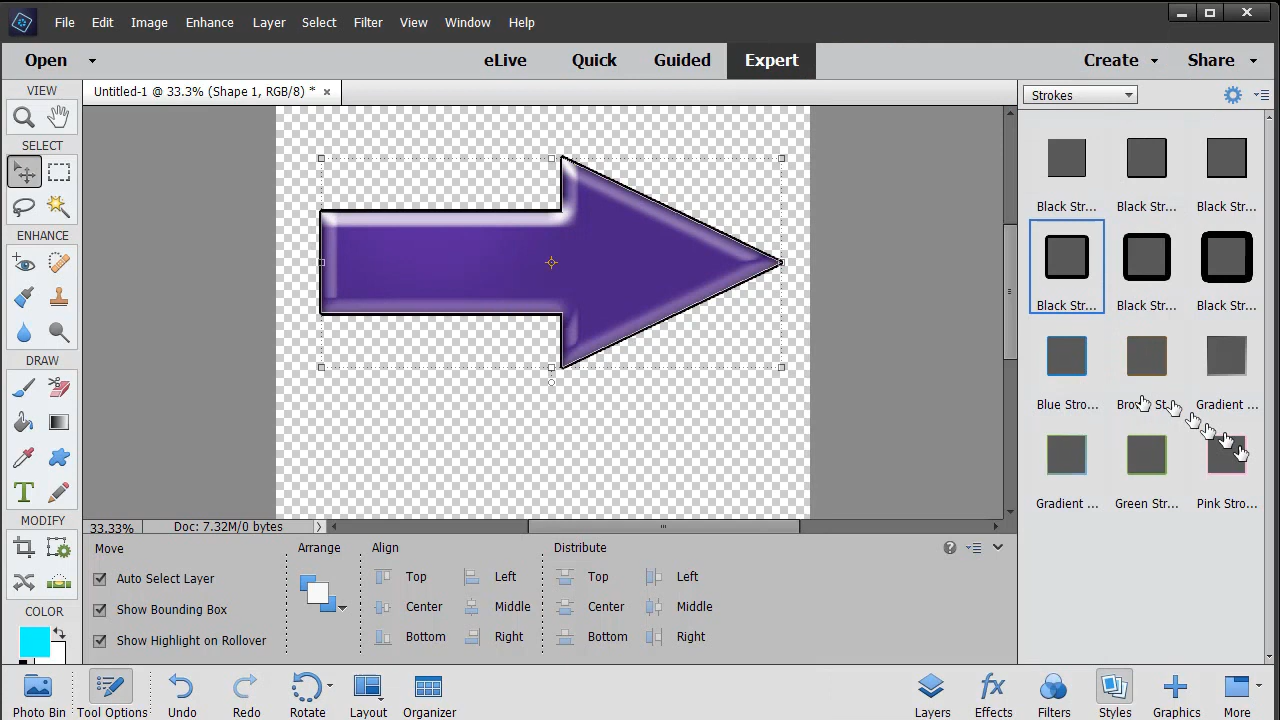 File Edit Image Enhance Layer Select Filter View Window Help
Open eLive Quick Guided Expert Create Share
VIEW
Untitled-1 @ 33.3% (Shape 1, RGB/8) * ×
Strokes
SELECT
Black Str... Black Str... Black Str...
ENHANCE
Black Str... Black Str... Black Str...
DRAW
Blue Stro... Gradient ...
T
Gradient ... Green Str... Pink Stro...
MODIFY
33.33% Doc: 7.32M/0 bytes
Move Arrange Align Distribute
Auto Select Layer Top Left Top Left
Show Bounding Box Center Middle Center Middle
COLOR
Show Highlight on Rollover Bottom Right Bottom Right
fx
Photo Bin Tool Options Undo Redo Rotate Layout Organizer Layers Effects Filters Styles Graphics More